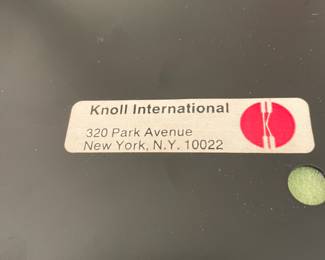 Knoll International
320 Park Avenue
New York, N.Y. 10022